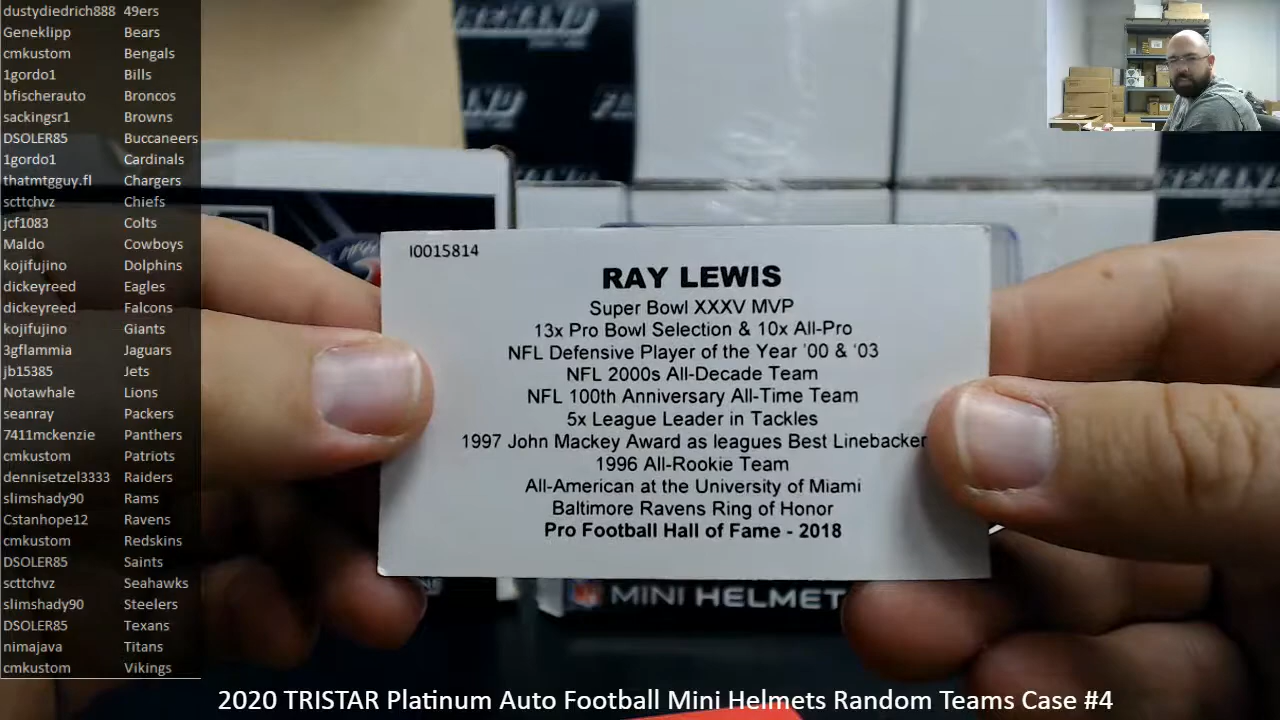 dustydiedrich888 49ers
Geneklipp Bears
cmkustom Bengals
1gordo1 Bills
bfischerauto Broncos
sackingsr1 Browns
DSOLER85 Buccaneers
1gordo1 Cardinals
thatmtgguy.fl Chargers
scttchvz Chiefs
jcf1083 Colts
Maldo Cowboys
kojifujino Dolphins
dickeyreed Eagles
dickeyreed Falcons
kojifujino Giants
3gflammia Jaguars
jb15385 Jets
Notawhale Lions
seanray Packers
7411mckenzie Panthers
cmkustom Patriots
dennisetzel3333 Raiders
slimshady90 Rams
Cstanhope12 Ravens
cmkustom Redskins
DSOLER85 Saints
scttchvz Seahawks
slimshady90 Steelers
DSOLER85 Texans
nimajava Titans
cmkustom Vikings
I0015814
RAY LEWIS
Super Bowl XXXV MVP
13x Pro Bowl Selection & 10x All-Pro
NFL Defensive Player of the Year '00 & '03
NFL 2000s All-Decade Team
NFL 100th Anniversary All-Time Team
5x League Leader in Tackles
1997 John Mackey Award as leagues Best Linebacker
1996 All-Rookie Team
All-American at the University of Miami
Baltimore Ravens Ring of Honor
Pro Football Hall of Fame - 2018
MINI HELMET
2020 TRISTAR Platinum Auto Football Mini Helmets Random Teams Case #4